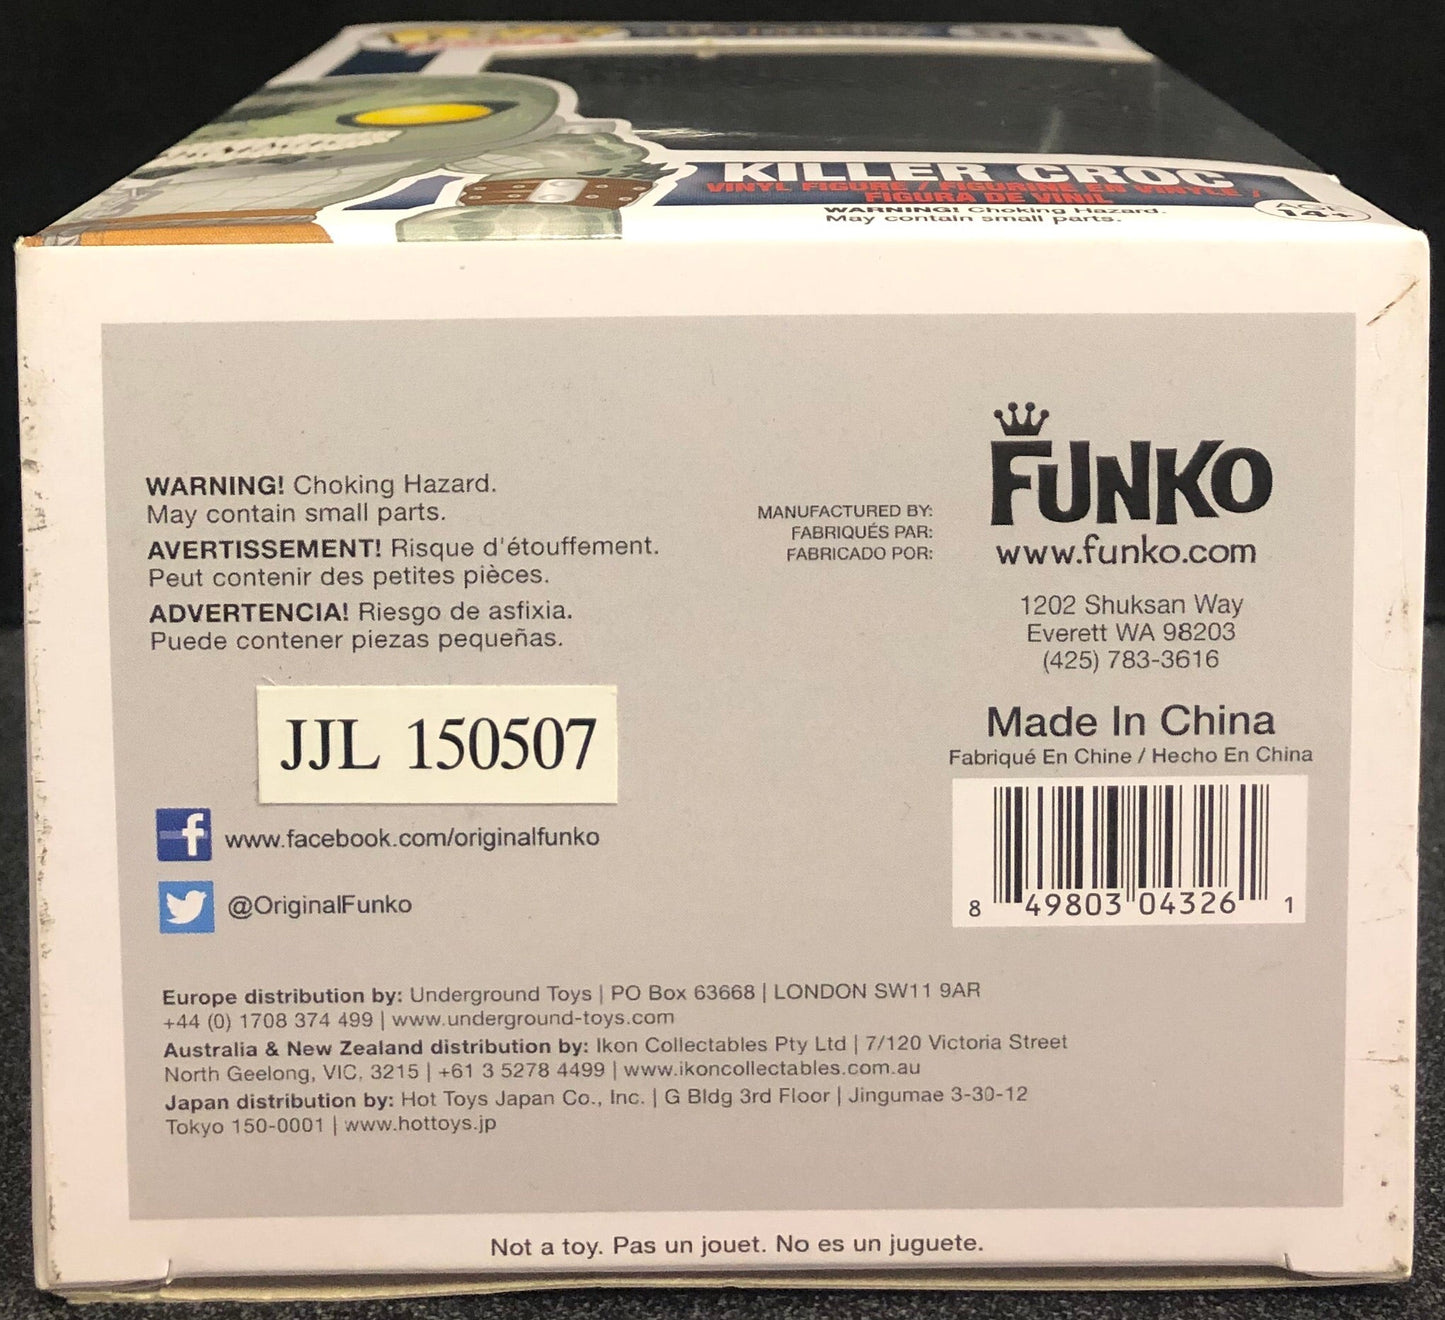 KILLER CROC
VINYL FIGURE / FIGURINE EN VINYLE /
FIGURA DE VINIL
WARNING! Choking Hazard.
May contain small parts.
AGE
14+
WARNING! Choking Hazard.
May contain small parts.
AVERTISSEMENT! Risque d'étouffement.
Peut contenir des petites pièces.
ADVERTENCIA! Riesgo de asfixia.
Puede contener piezas pequeñas.
MANUFACTURED BY:
FABRIQUÉS PAR:
FABRICADO POR:
FUNKO
www.funko.com
1202 Shuksan Way
Everett WA 98203
(425) 783-3616
Made In China
Fabriqué En Chine / Hecho En China
8 49803 04326 1
JJL 150507
f www.facebook.com/originalfunko
@OriginalFunko
Europe distribution by: Underground Toys | PO Box 63668 | LONDON SW11 9AR
+44 (0) 1708 374 499 | www.underground-toys.com
Australia & New Zealand distribution by: Ikon Collectables Pty Ltd | 7/120 Victoria Street
North Geelong, VIC, 3215 | +61 3 5278 4499 | www.ikoncollectables.com.au
Japan distribution by: Hot Toys Japan Co., Inc. | G Bldg 3rd Floor | Jingumae 3-30-12
Tokyo 150-0001 | www.hottoys.jp
Not a toy. Pas un jouet. No es un juguete.